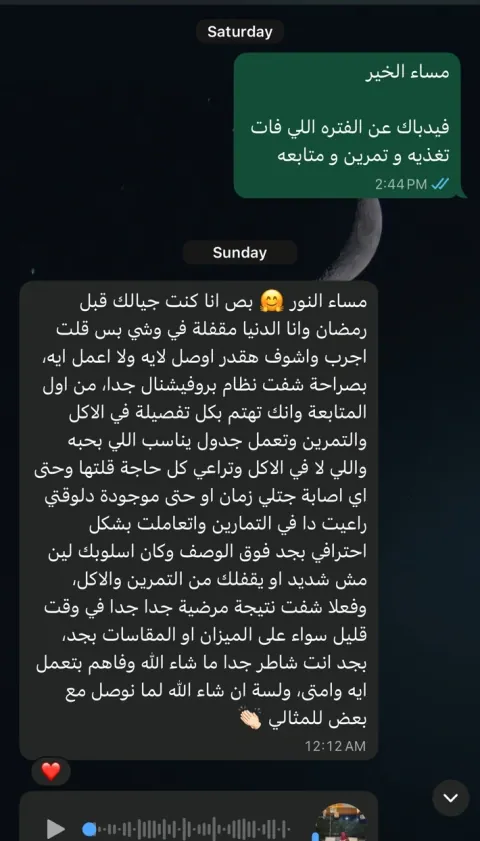 Saturday
مساء الخير
فيدباك عن الفتره اللي فات
تغذيه و تمرين و متابعه
2:44 PM
Sunday
مساء النور 🤗 بص انا كنت جيالك قبل
رمضان وانا الدنيا مقفلة في وشي بس قلت
اجرب واشوف هقدر اوصل لايه ولا اعمل ايه،
بصراحة شفت نظام بروفيشنال جدا، من اول
المتابعة وانك تهتم بكل تفصيلة في الاكل
والتمرين وتعمل جدول يناسب اللي بحبه
واللي لا في الاكل وتراعي كل حاجة قلتها وحتى
اي اصابة جتلي زمان او حتى موجودة دلوقتي
راعيت دا في التمارين واتعاملت بشكل
احترافي بجد فوق الوصف وكان اسلوبك لين
مش شديد او يقفلك من التمرين والاكل،
وفعلا شفت نتيجة مرضية جدا جدا في وقت
قليل سواء على الميزان او المقاسات بجد،
بجد انت شاطر جدا ما شاء الله وفاهم بتعمل
ايه وامتى، ولسة ان شاء الله لما نوصل مع
بعض للمثالي 👏🏻
12:12 AM